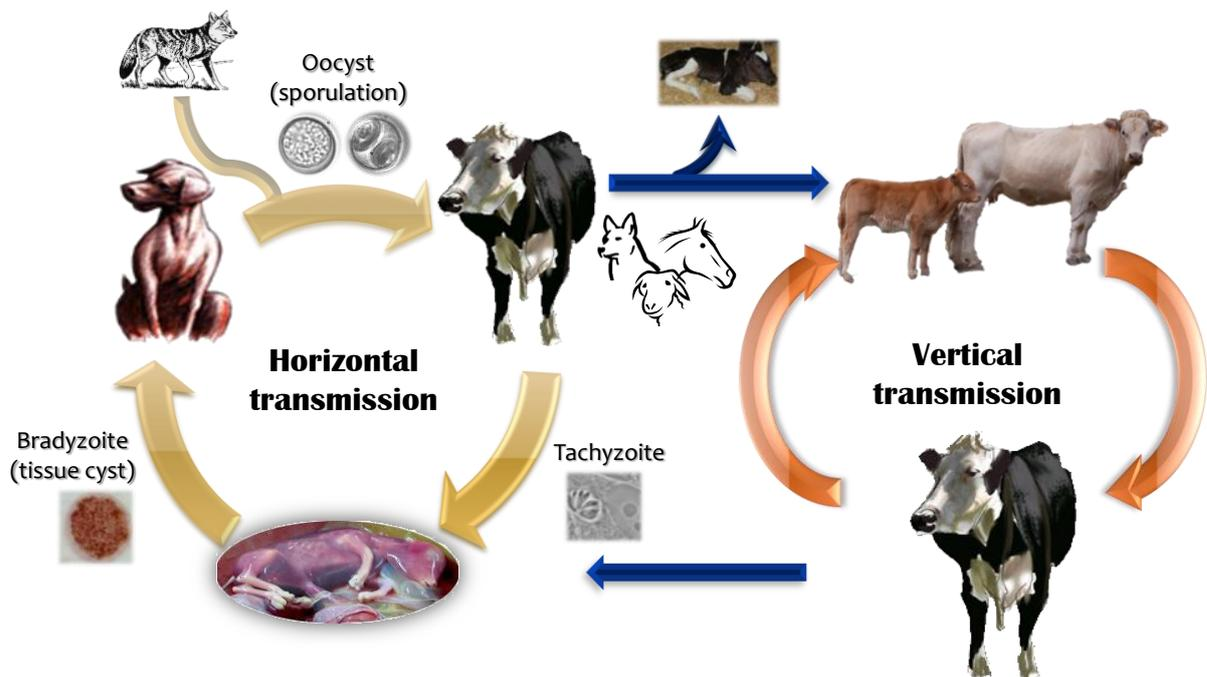 Oocyst
(sporulation)
Horizontal
transmission
Vertical
transmission
Bradyzoite
(tissue cyst)
Tachyzoite